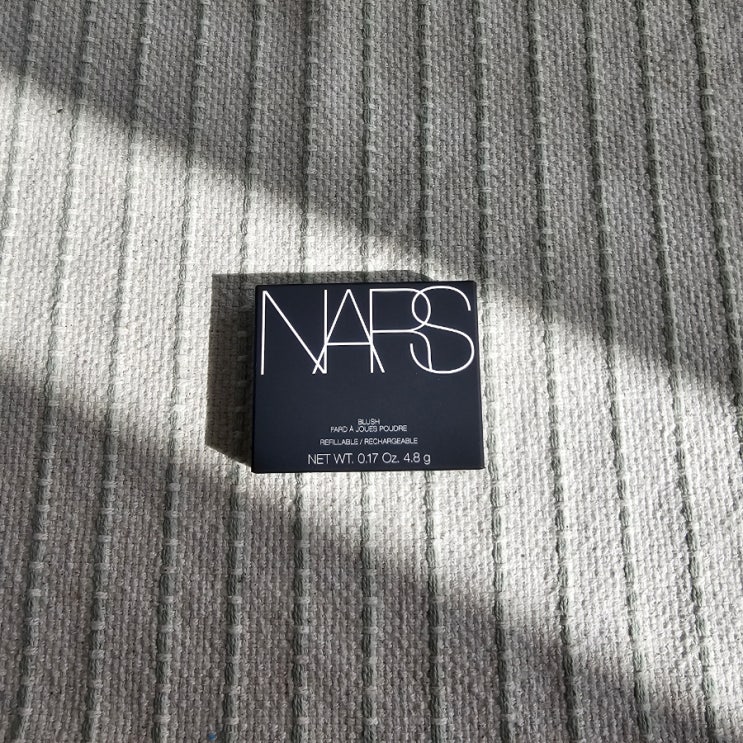 NARS
BLUSH
FARD À JOUES POUDRE
REFILLABLE / RECHARGEABLE
NET WT. 0.17 Oz. 4.8 g